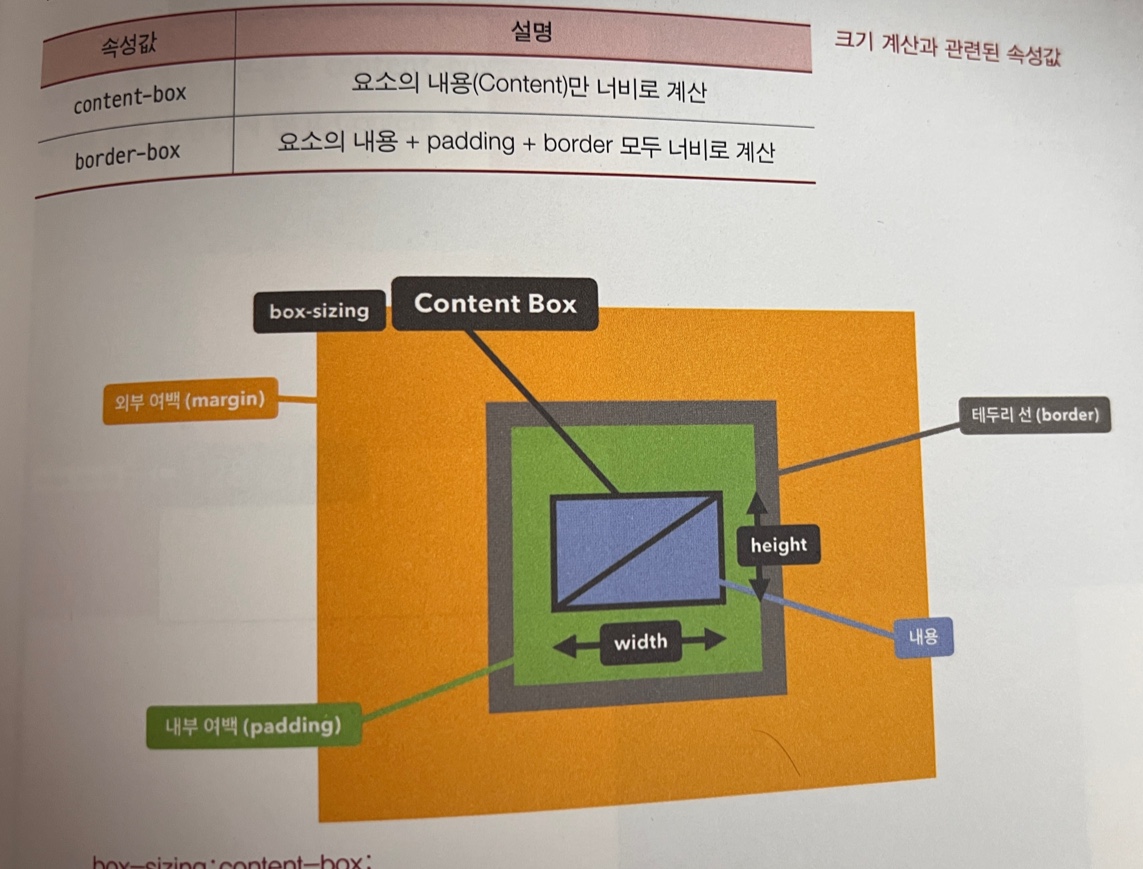 속성값 설명
크기 계산과 관련된 속성값
content-box 요소의 내용(Content)만 너비로 계산
border-box 요소의 내용 + padding + border 모두 너비로 계산
box-sizing Content Box
외부 여백 (margin)
테두리 선 (border)
height
내용
width
내부 여백 (padding)
box-sizing:content-box;